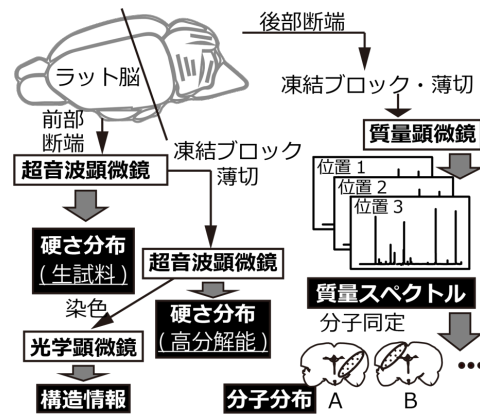 後部断端
ラット脳
凍結ブロック・薄切
前部
断端
質量顕微鏡
超音波顕微鏡
凍結ブロック
薄切
位置 1
位置 2
位置 3
硬さ分布
（生試料）
超音波顕微鏡
染色
硬さ分布
（高分解能）
質量スペクトル
分子同定
光学顕微鏡
構造情報
分子分布
A
B
•••